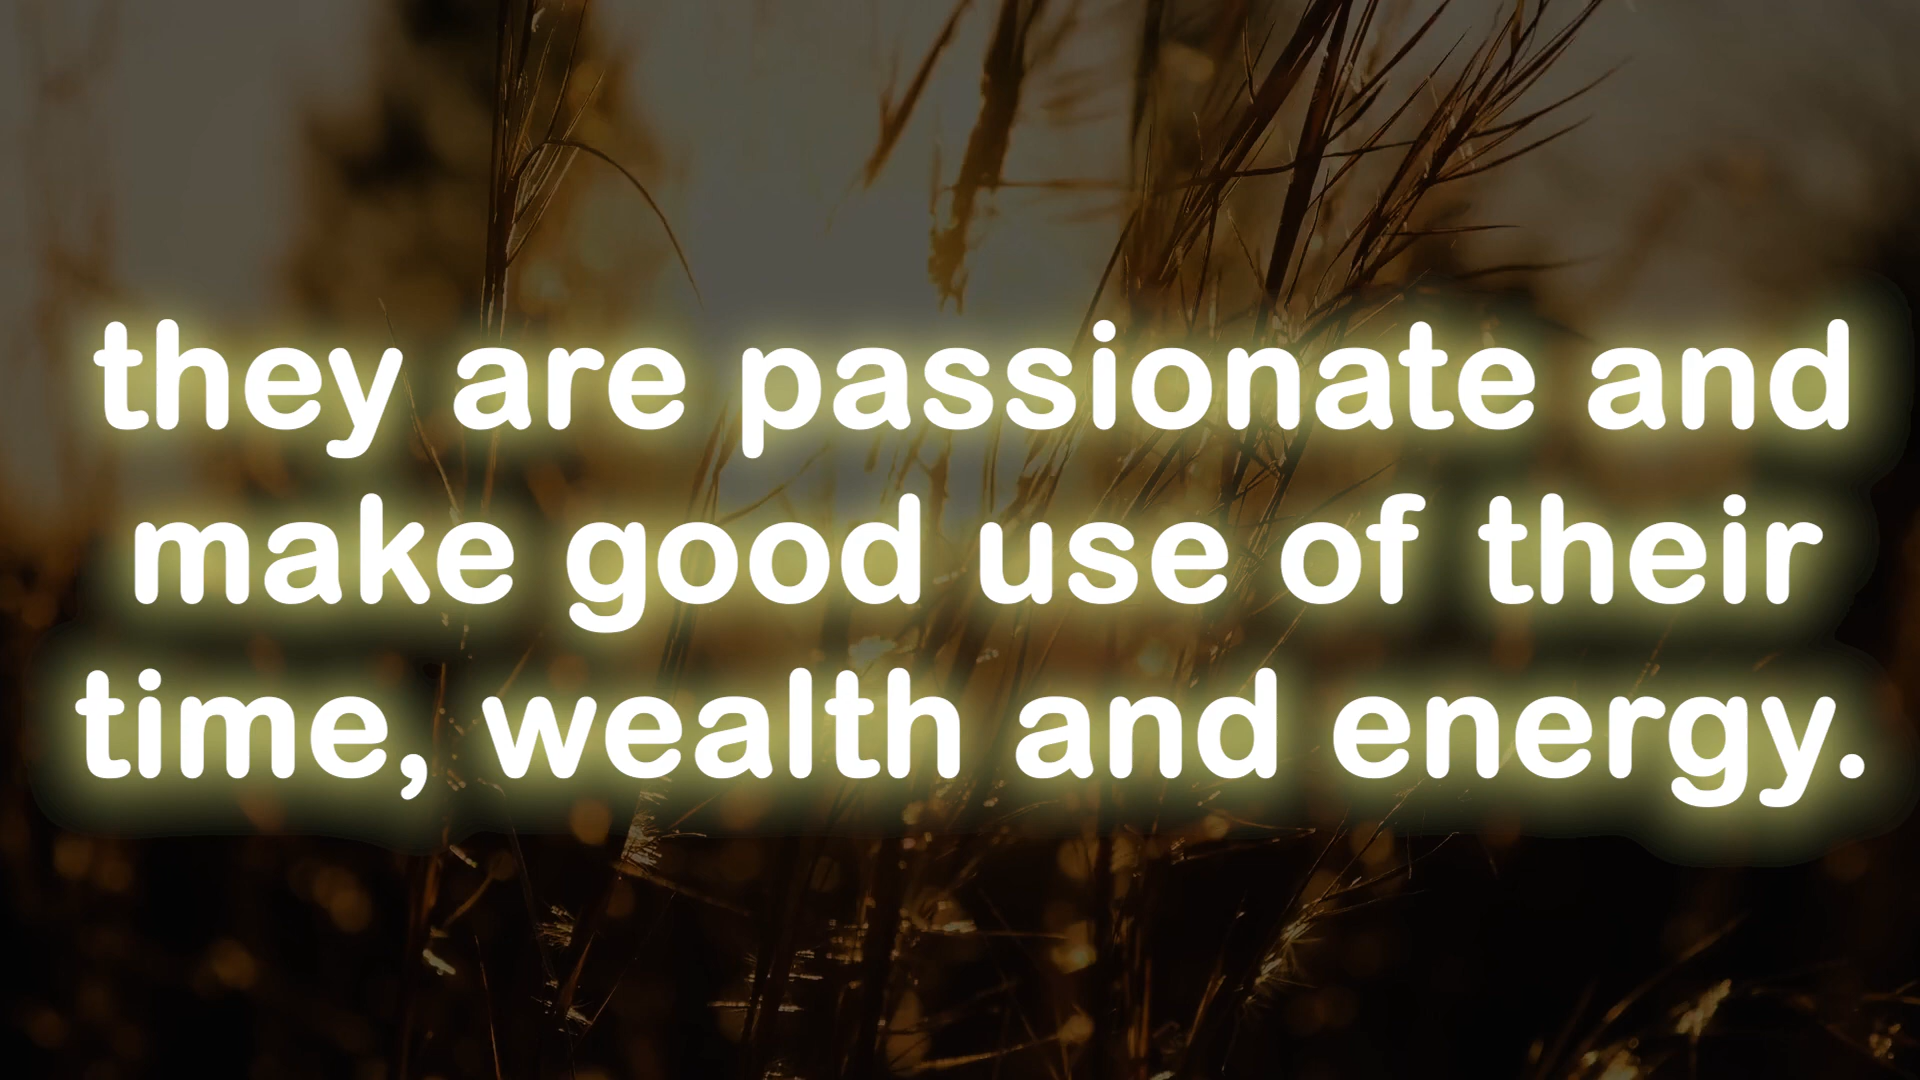 they are passionate and
make good use of their
time, wealth and energy.